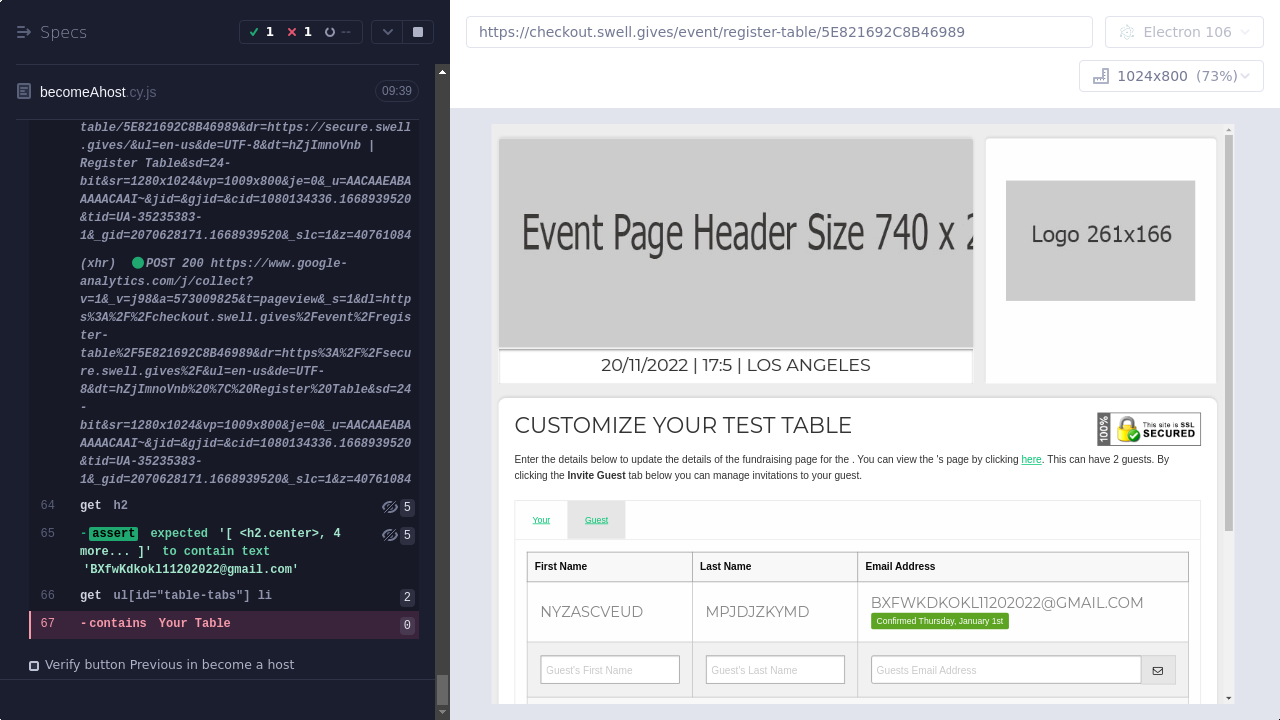 Specs
1
1
--
becomeAhost.cy.js
09:39
table/5E821692C8B46989&dr=https://secure.swell
.gives/&ul=en-us&de=UTF-8&dt=hZjImnoVnb |
Register Table&sd=24-
bit&sr=1280x1024&vp=1009x800&je=0&_u=AACAAEABA
AAAACAAI~&jid=&gjid=&cid=1080134336.1668939520
&tid=UA-35235383-
1&_gid=2070628171.1668939520&_slc=1&z=40761084
(xhr) POST 200 https://www.google-
analytics.com/j/collect?
v=1&_v=j98&a=573009825&t=pageview&_s=1&dl=http
s%3A%2F%2Fcheckout.swell.gives%2Fevent%2Fregis
ter-
table%2F5E821692C8B46989&dr=https%3A%2F%2Fsecu
re.swell.gives%2F&ul=en-us&de=UTF-
8&dt=hZjImnoVnb%20%7C%20Register%20Table&sd=24
-
bit&sr=1280x1024&vp=1009x800&je=0&_u=AACAAEABA
AAAACAAI~&jid=&gjid=&cid=1080134336.1668939520
&tid=UA-35235383-
1&_gid=2070628171.1668939520&_slc=1&z=40761084
64 get h2 5
65 -assert expected '[ <h2.center>, 4 5
more... ]' to contain text
'BXfwKdkokl11202022@gmail.com'
66 get ul[id="table-tabs"] li 2
67 -contains Your Table 0
Verify button Previous in become a host
https://checkout.swell.gives/event/register-table/5E821692C8B46989
Electron 106
1024x800 (73%)
Event Page Header Size 740 x 2
Logo 261x166
20/11/2022 | 17:5 | LOS ANGELES
CUSTOMIZE YOUR TEST TABLE
100%
This site is SSL
SECURED
Enter the details below to update the details of the fundraising page for the . You can view the 's page by clicking here. This can have 2 guests. By
clicking the Invite Guest tab below you can manage invitations to your guest.
Your
Guest
First Name
Last Name
Email Address
NYZASCVEUD
MPJDJZKYMD
BXFWKDKOKL11202022@GMAIL.COM
Confirmed Thursday, January 1st
Guest's First Name
Guest's Last Name
Guests Email Address